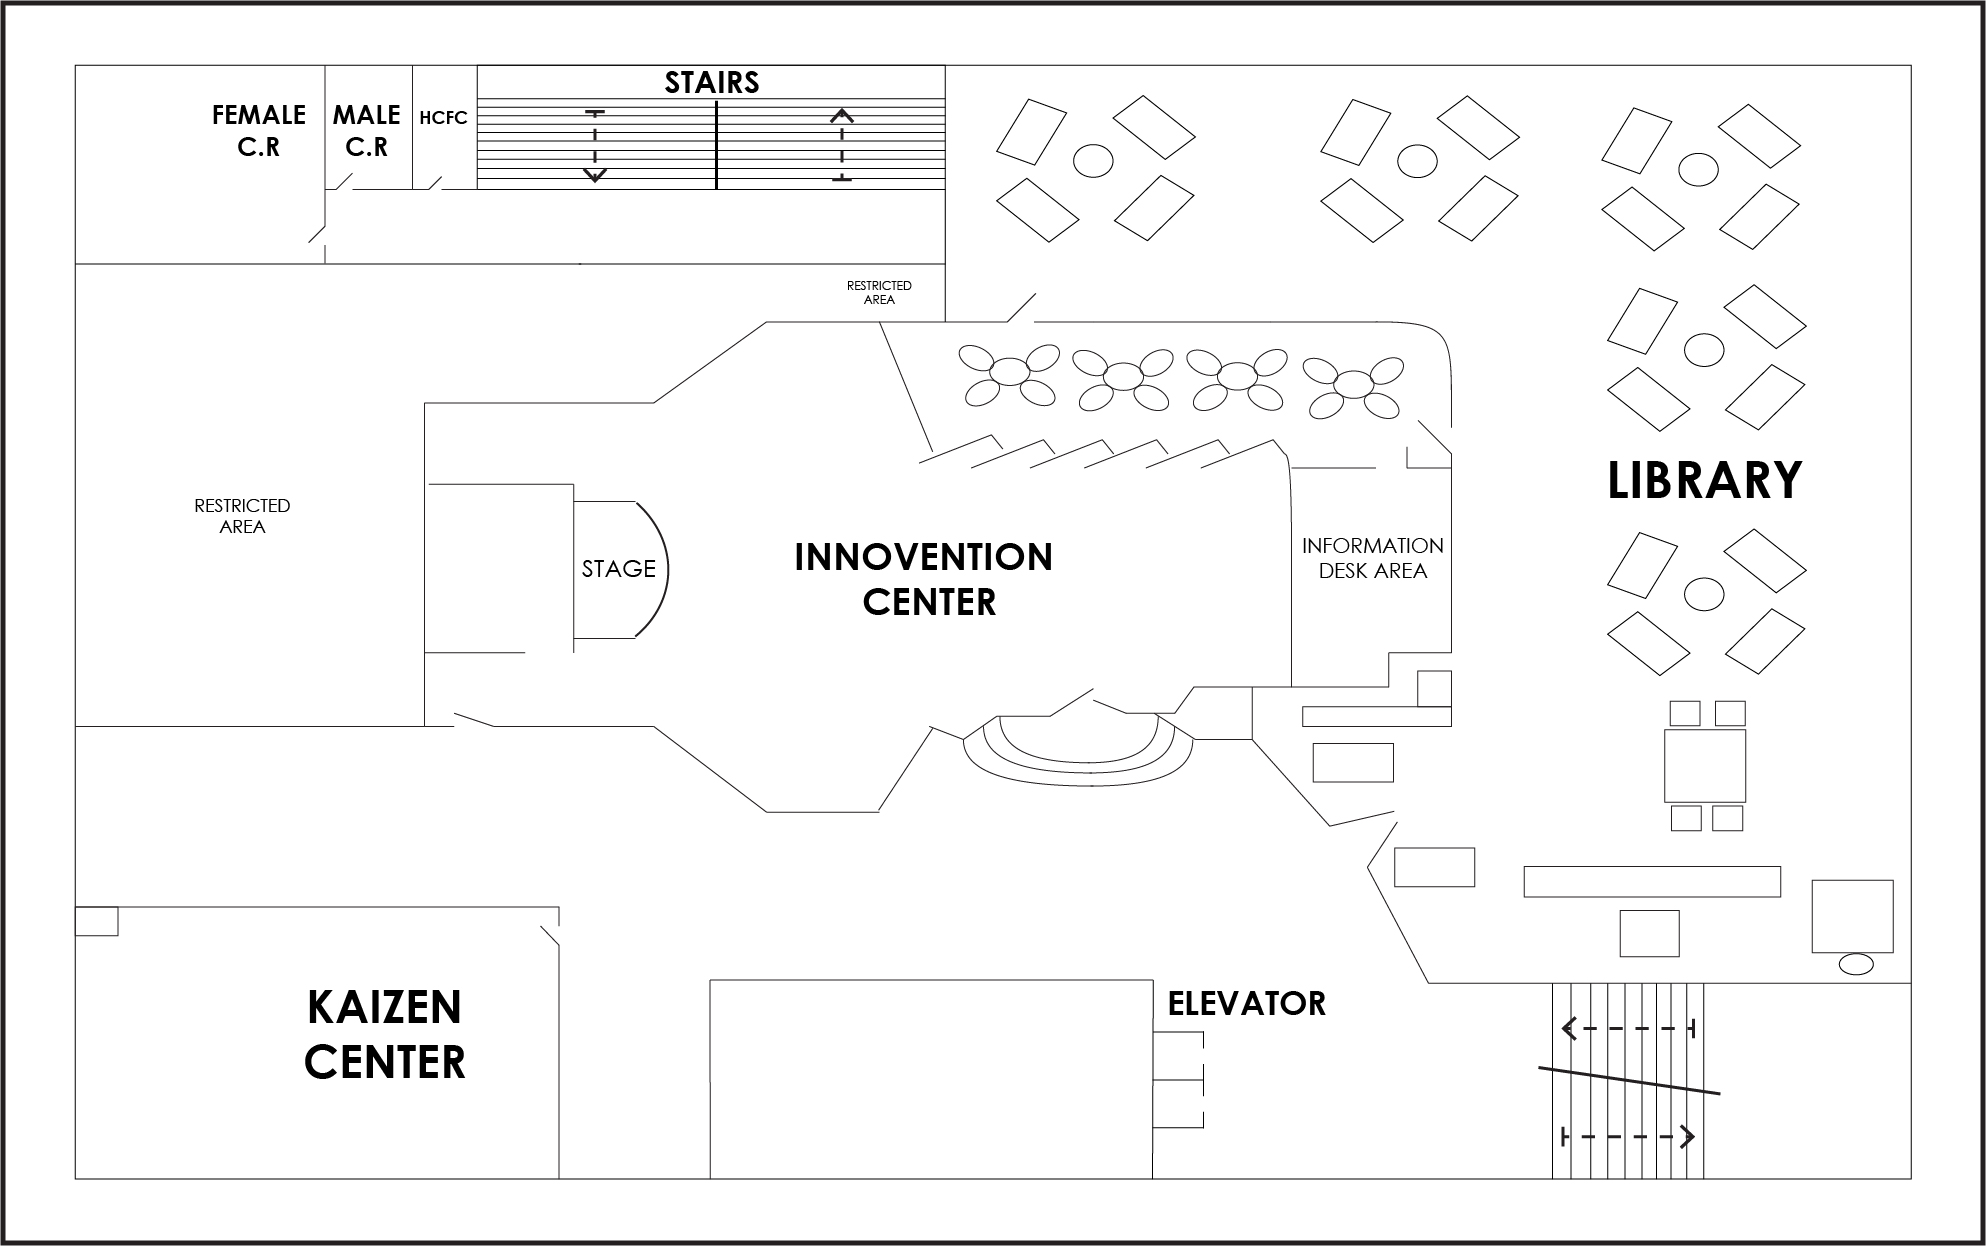 STAIRS
FEMALE
C.R
MALE
C.R
HCFC
RESTRICTED
AREA
LIBRARY
RESTRICTED
AREA
STAGE
INNOVENTION
CENTER
INFORMATION
DESK AREA
KAIZEN
CENTER
ELEVATOR